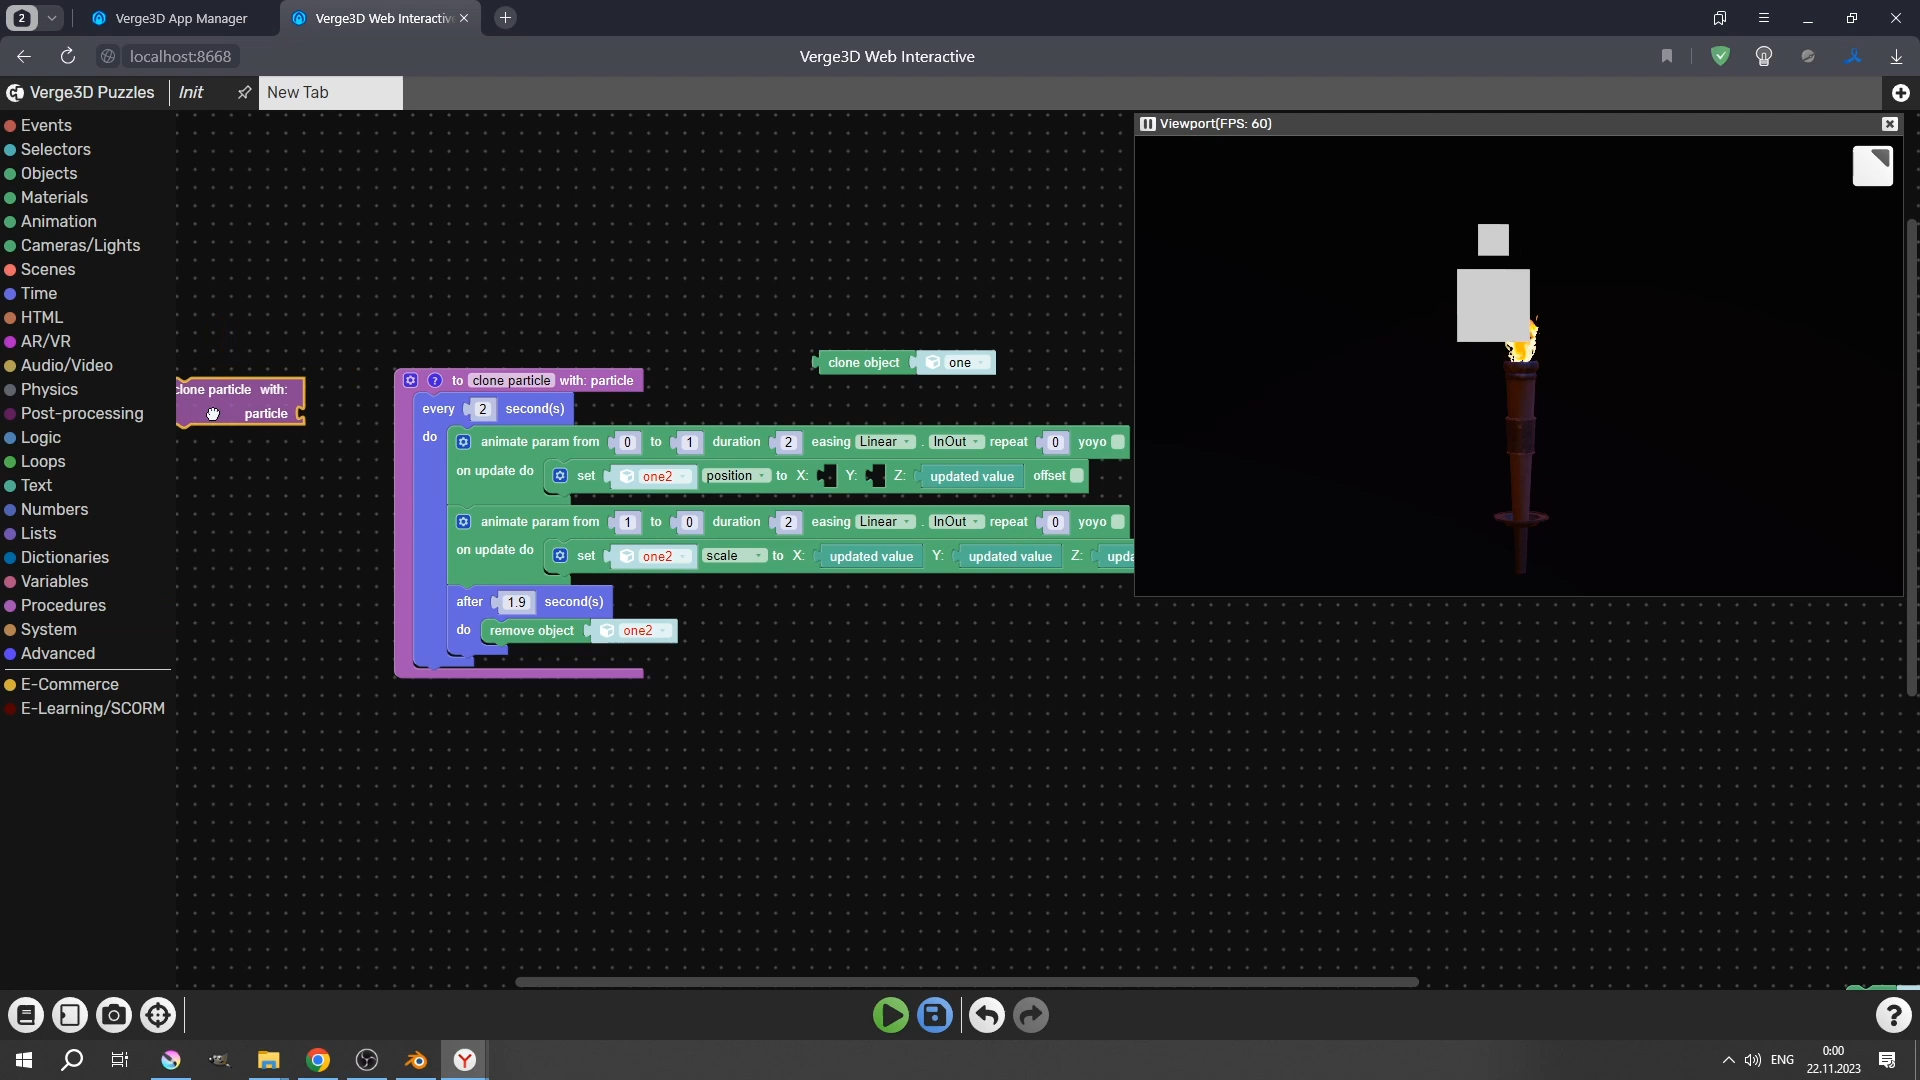 2
Verge3D App Manager
Verge3D Web Interactiv
localhost:8668
Verge3D Web Interactive
Verge3D Puzzles
Init
New Tab
Events
Selectors
Objects
Materials
Animation
Cameras/Lights
Scenes
Time
HTML
AR/VR
Audio/Video
Physics
Post-processing
Logic
Loops
Text
Numbers
Lists
Dictionaries
Variables
Procedures
System
Advanced
E-Commerce
E-Learning/SCORM
Viewport(FPS: 60)
clone object one
clone particle with:
particle
to clone particle with: particle
every 2 second(s)
do animate param from 0 to 1 duration 2 easing Linear . InOut repeat 0 yoyo
on update do set one2 position to X: Y: Z: updated value offset
animate param from 1 to 0 duration 2 easing Linear . InOut repeat 0 yoyo
on update do set one2 scale to X: updated value Y: updated value Z: upda
after 1.9 second(s)
do remove object one2
?
ENG
0:00
22.11.2023